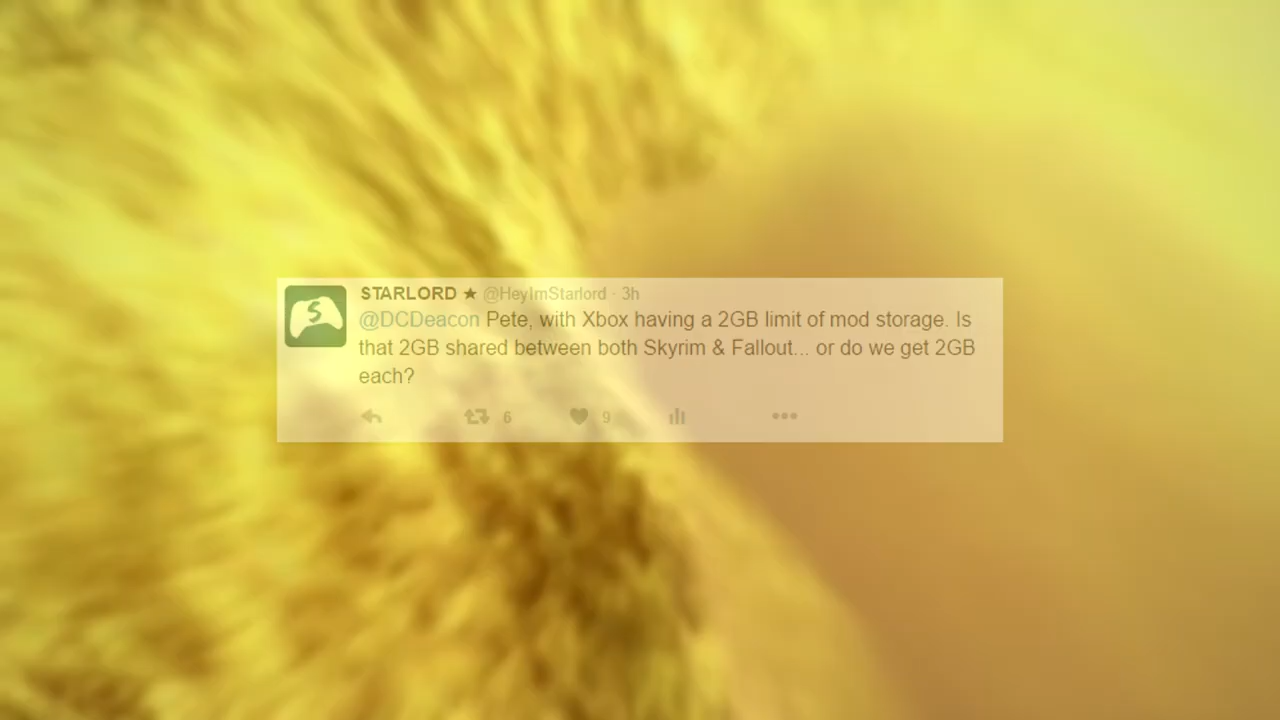 STARLORD ★ @HeyImStarlord · 3h
@DCDeacon Pete, with Xbox having a 2GB limit of mod storage. Is
that 2GB shared between both Skyrim & Fallout... or do we get 2GB
each?
6 9